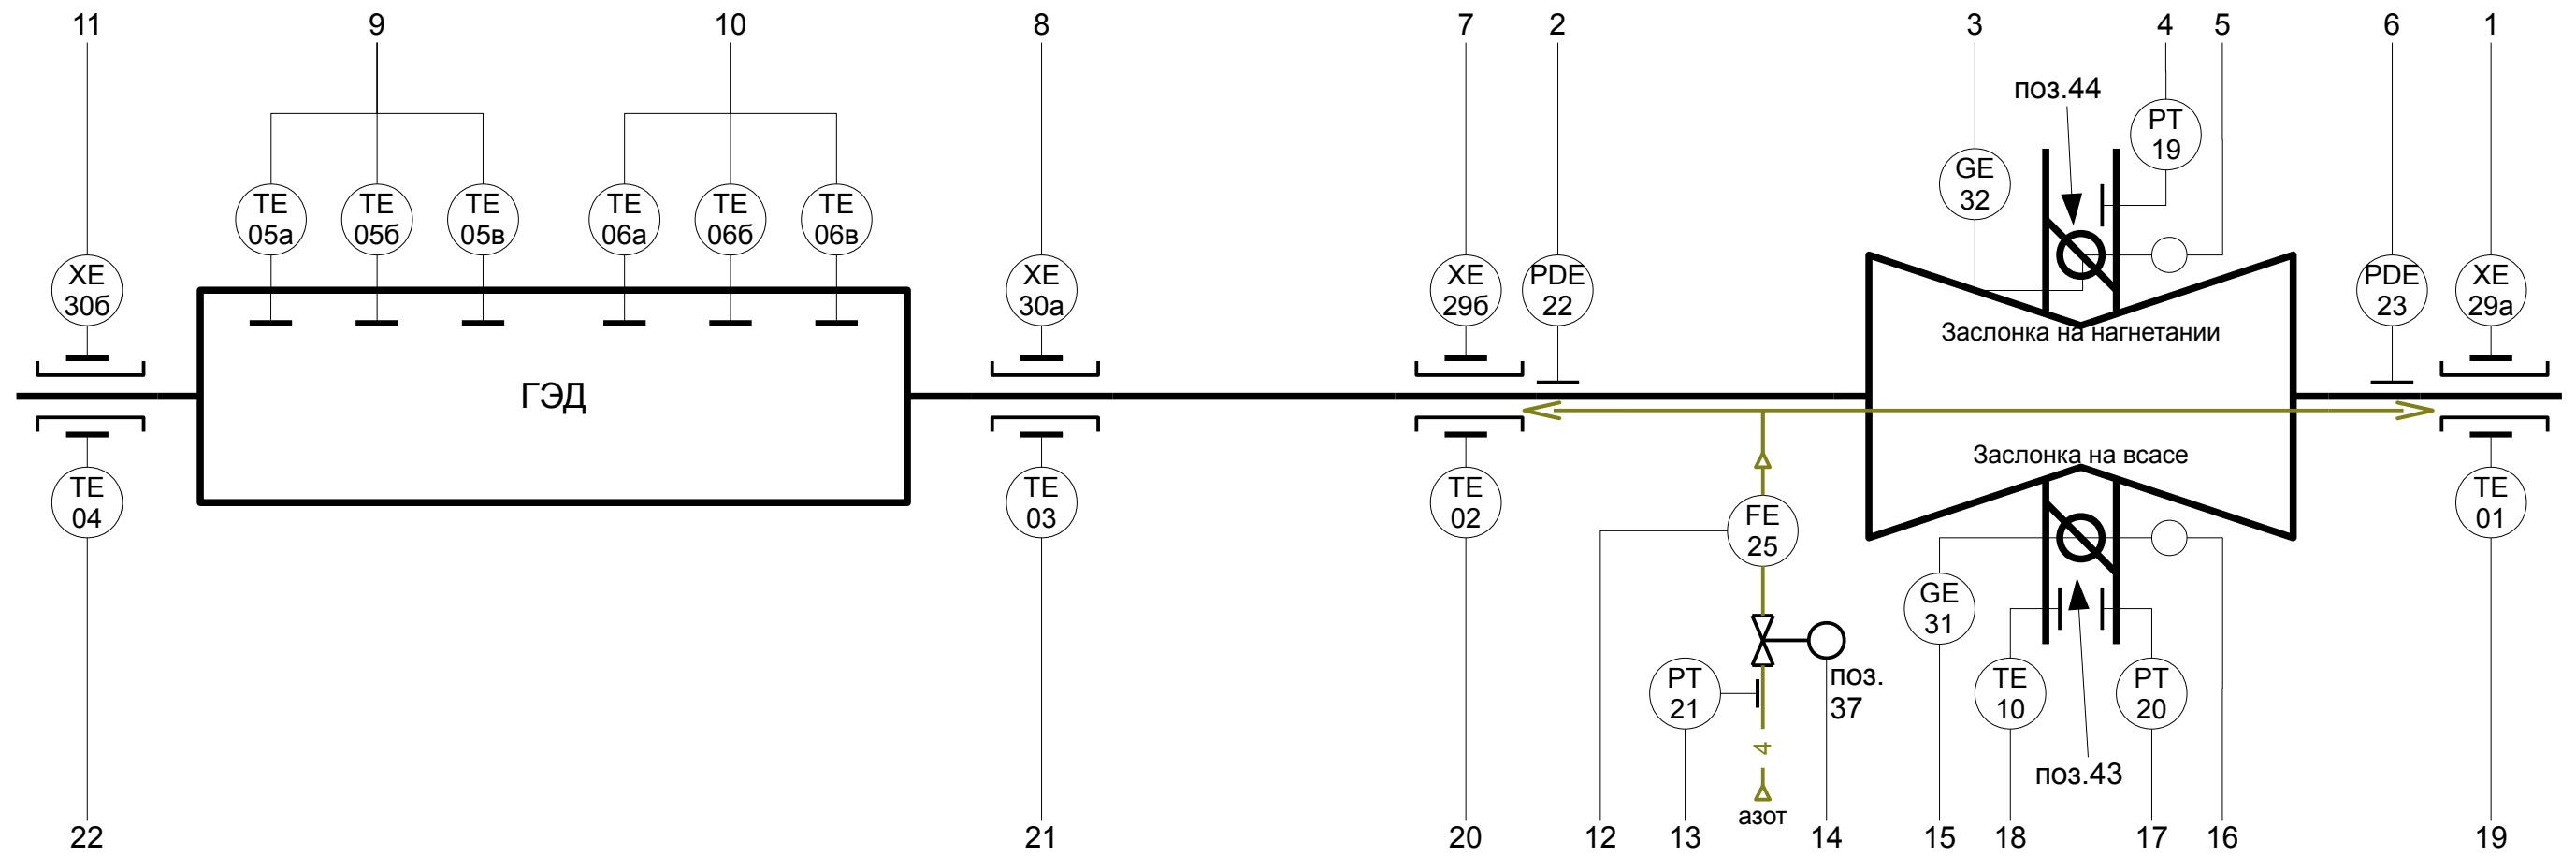 11 9 10 8 7 2 3 4 5 6 1
поз.44
PT
19
GE
32
TE
05а
TE
05б
TE
05в
TE
06а
TE
06б
TE
06в
XE
30б
XE
30а
XE
29б
PDE
22
PDE
23
XE
29а
Заслонка на нагнетании
ГЭД
Заслонка на всасе
TE
04
TE
03
TE
02
FE
25
TE
01
GE
31
PT
21
поз.
37
TE
10
PT
20
4
поз.43
азот
22 21 20 12 13 14 15 18 17 16 19